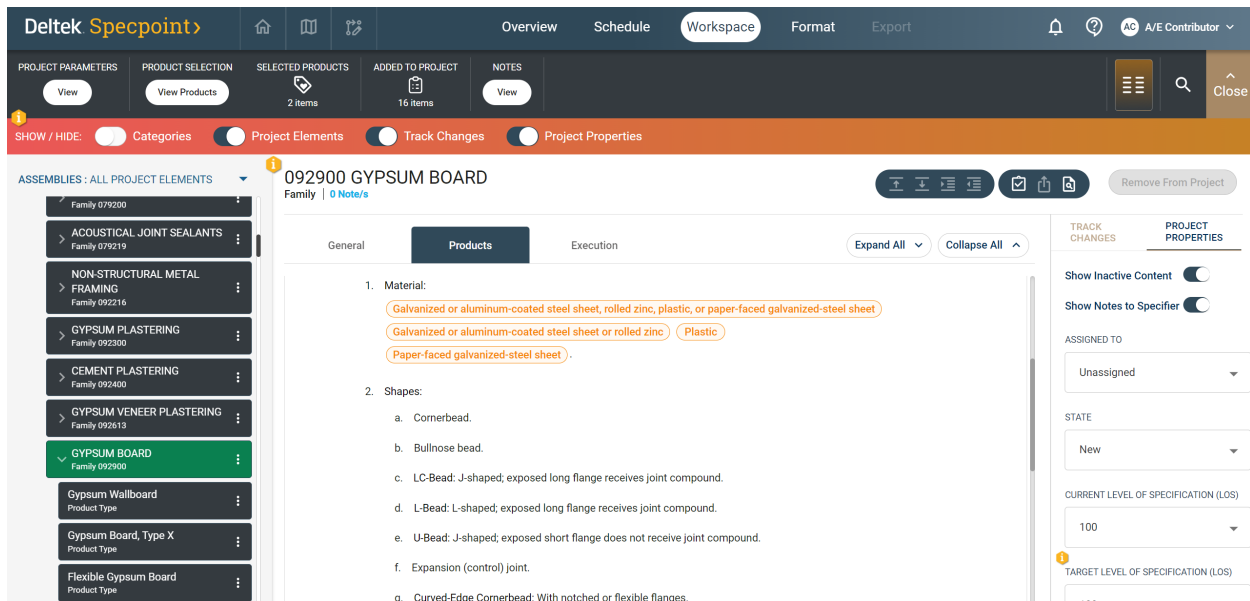 Deltek Specpoint>
Overview Schedule Workspace Format Export
AC A/E Contributor
PROJECT PARAMETERS PRODUCT SELECTION SELECTED PRODUCTS ADDED TO PROJECT NOTES
View View Products 2 items 16 items View
Close
SHOW / HIDE: Categories Project Elements Track Changes Project Properties
ASSEMBLIES : ALL PROJECT ELEMENTS
Family 079200
ACOUSTICAL JOINT SEALANTS
Family 079219
NON-STRUCTURAL METAL
FRAMING
Family 092216
GYPSUM PLASTERING
Family 092300
CEMENT PLASTERING
Family 092400
GYPSUM VENEER PLASTERING
Family 092613
GYPSUM BOARD
Family 092900
Gypsum Wallboard
Product Type
Gypsum Board, Type X
Product Type
Flexible Gypsum Board
Product Type
092900 GYPSUM BOARD
Family 0 Note/s
Remove From Project
General Products Execution
Expand All Collapse All
1. Material:
Galvanized or aluminum-coated steel sheet, rolled zinc, plastic, or paper-faced galvanized-steel sheet
Galvanized or aluminum-coated steel sheet or rolled zinc Plastic
Paper-faced galvanized-steel sheet .
2. Shapes:
a. Cornerbead.
b. Bullnose bead.
c. LC-Bead: J-shaped; exposed long flange receives joint compound.
d. L-Bead: L-shaped; exposed long flange receives joint compound.
e. U-Bead: J-shaped; exposed short flange does not receive joint compound.
f. Expansion (control) joint.
g. Curved-Edge Cornerbead: With notched or flexible flanges.
TRACK
CHANGES
PROJECT
PROPERTIES
Show Inactive Content
Show Notes to Specifier
ASSIGNED TO
Unassigned
STATE
New
CURRENT LEVEL OF SPECIFICATION (LOS)
100
TARGET LEVEL OF SPECIFICATION (LOS)